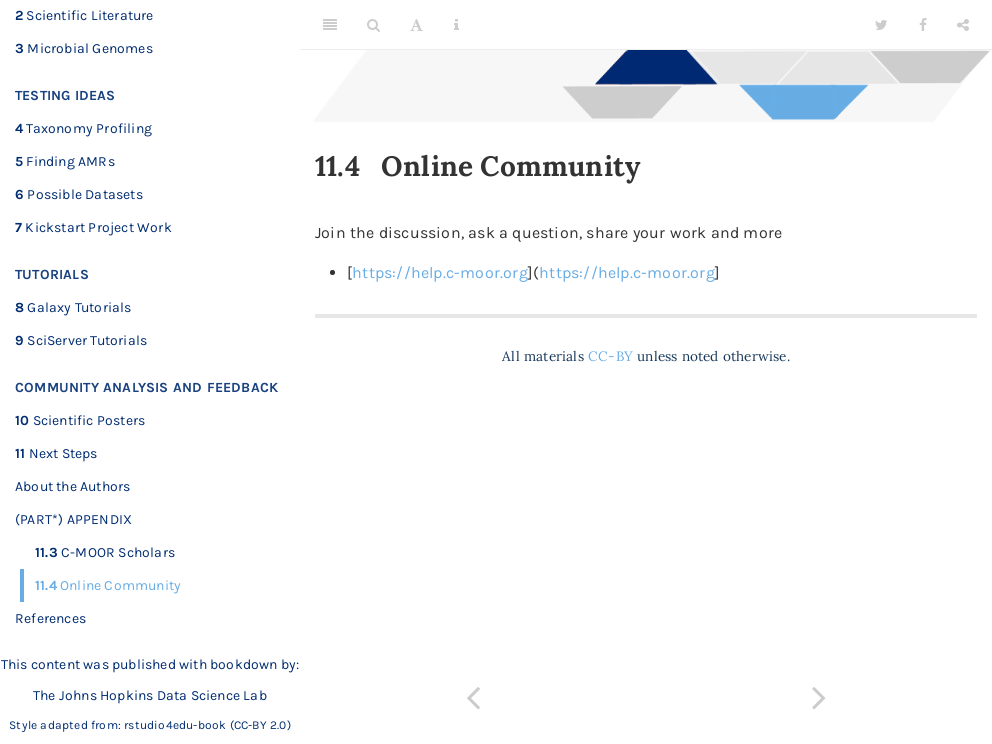 2 Scientific Literature
3 Microbial Genomes
TESTING IDEAS
4 Taxonomy Profiling
5 Finding AMRs
6 Possible Datasets
7 Kickstart Project Work
TUTORIALS
8 Galaxy Tutorials
9 SciServer Tutorials
COMMUNITY ANALYSIS AND FEEDBACK
10 Scientific Posters
11 Next Steps
About the Authors
(PART*) APPENDIX
11.3 C-MOOR Scholars
11.4 Online Community
References
This content was published with bookdown by:
The Johns Hopkins Data Science Lab
Style adapted from: rstudio4edu-book (CC-BY 2.0)
11.4 Online Community
Join the discussion, ask a question, share your work and more
[https://help.c-moor.org](https://help.c-moor.org]
All materials CC-BY unless noted otherwise.